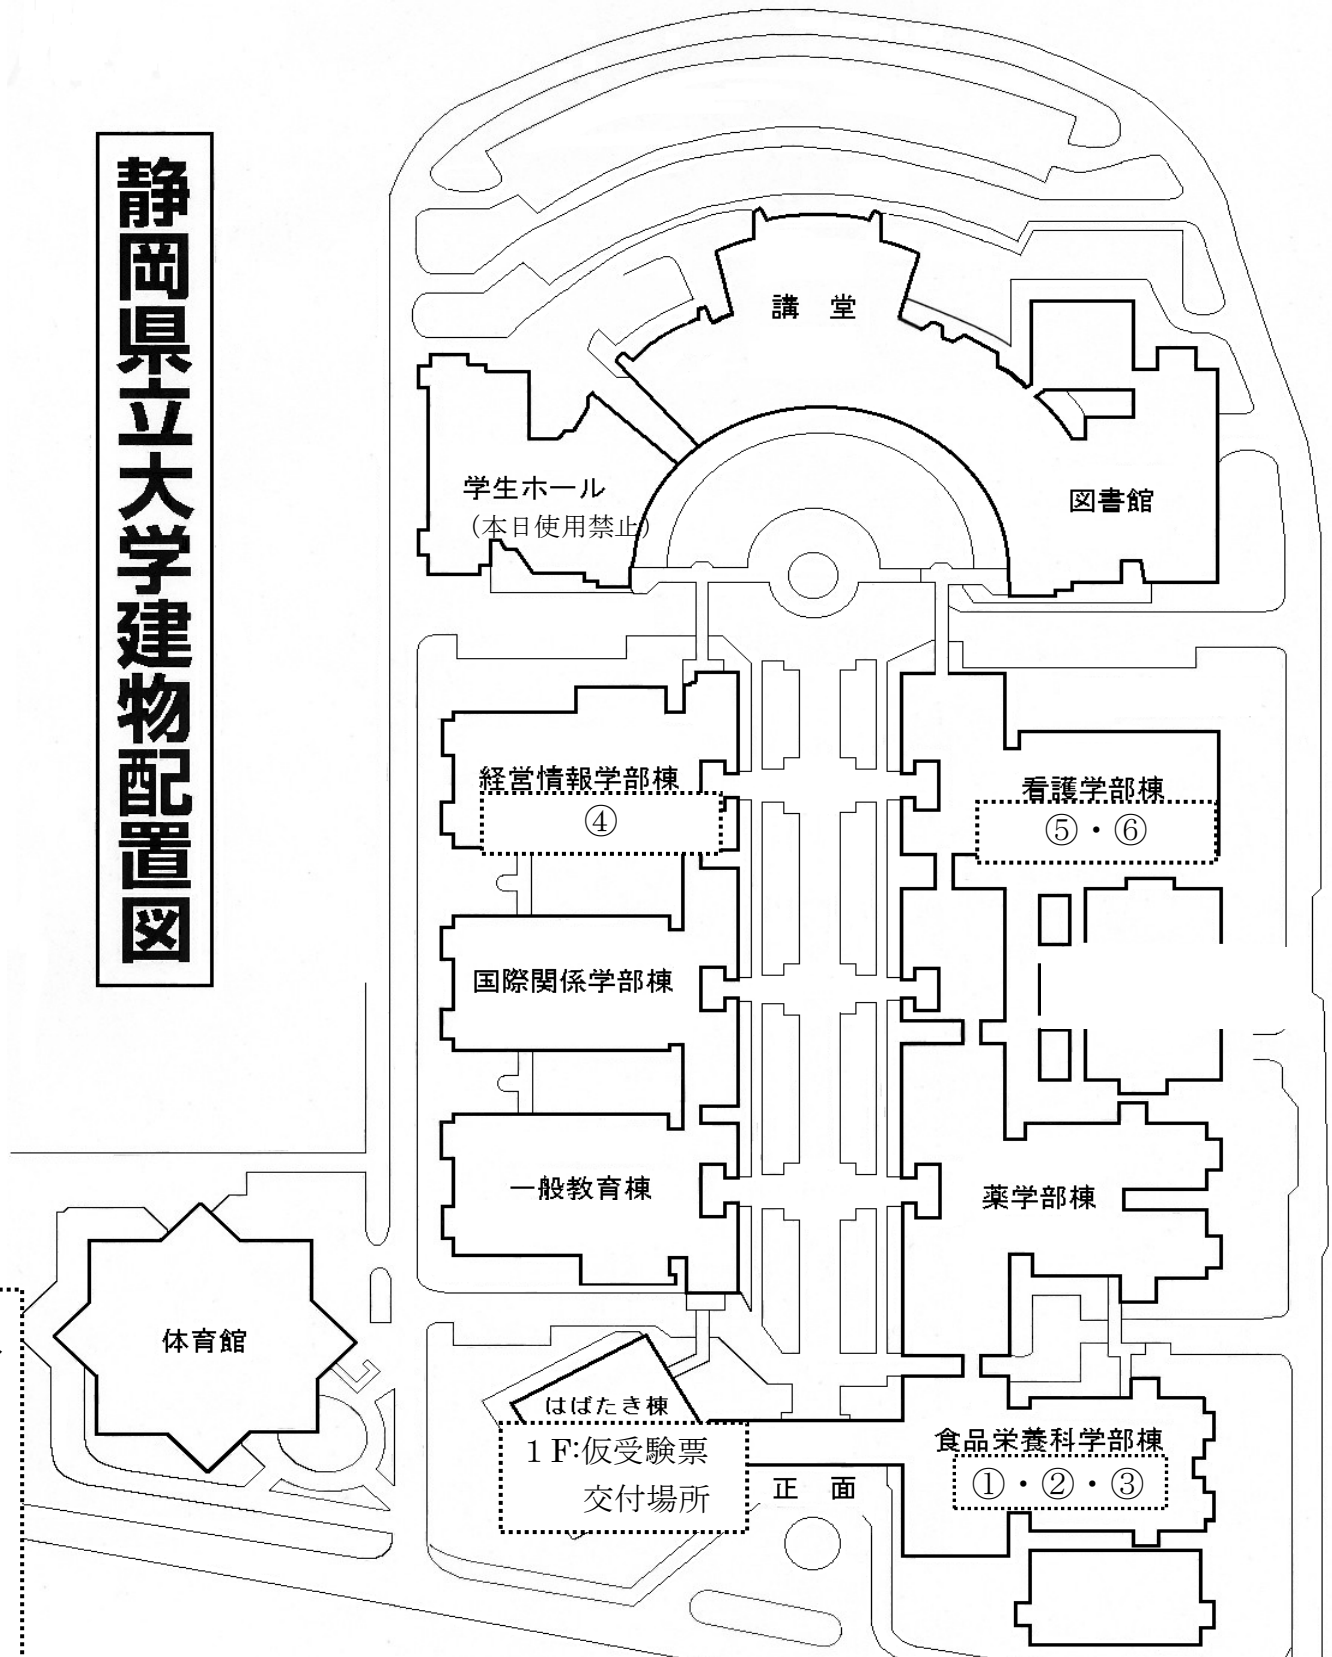 静岡県立大学建物配置図
講　堂
学生ホール
（本日使用禁止）
図書館
経営情報学部棟
④
看護学部棟
⑤・⑥
国際関係学部棟
一般教育棟
薬学部棟
体育館
はばたき棟
１F:仮受験票
交付場所
食品栄養科学部棟
①・②・③
正　面